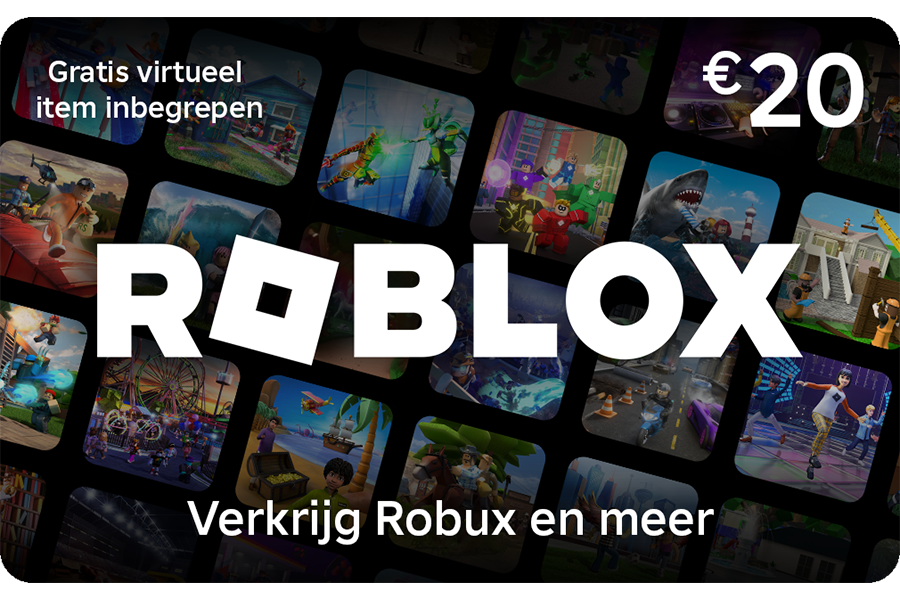 Gratis virtueel
item inbegrepen
€20
ROBLOX
Verkrijg Robux en meer